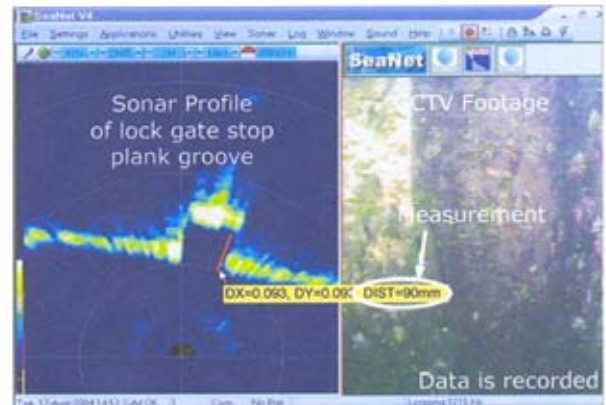 SeaNet V4
File Settings Applications Utilities View Sonar Log Window Sound Help
SeaNet
Sonar Profile
of lock gate stop
plank groove
CCTV Footage
Measurement
DX=0.093, DY=0.09
DIST=90mm
Data is recorded